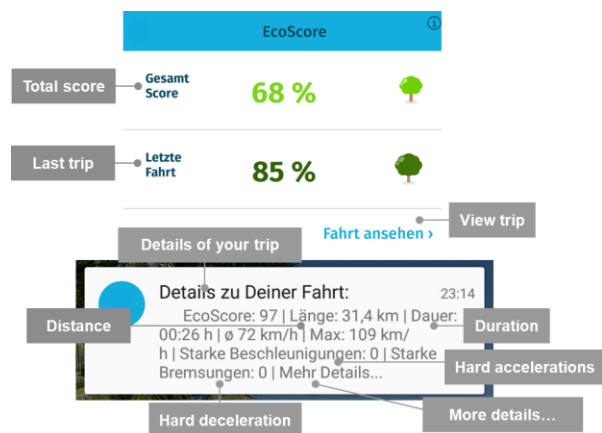 EcoScore
Total score
Gesamt
Score
68 %
Last trip
Letzte
Fahrt
85 %
View trip
Fahrt ansehen ›
Details of your trip
Details zu Deiner Fahrt:
23:14
EcoScore: 97 | Länge: 31,4 km | Dauer:
Distance
Duration
00:26 h | ø 72 km/h | Max: 109 km/
h | Starke Beschleunigungen: 0 | Starke
Hard accelerations
Bremsungen: 0 | Mehr Details...
Hard deceleration
More details…